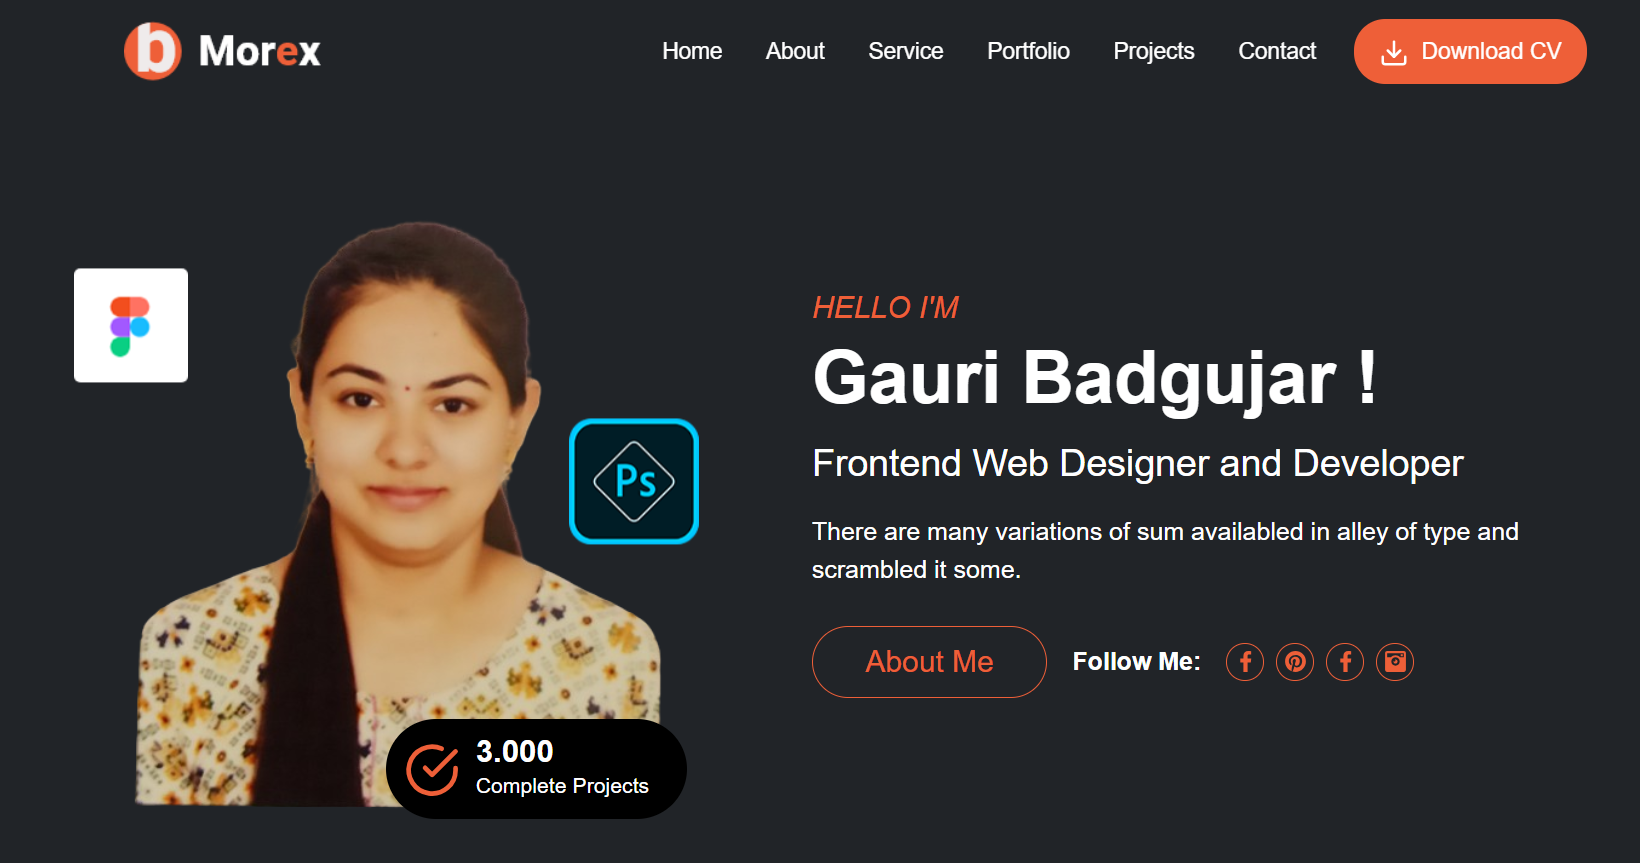 b Morex
Home About Service Portfolio Projects Contact Download CV
HELLO I'M
Gauri Badgujar !
Frontend Web Designer and Developer
There are many variations of sum availabled in alley of type and
scrambled it some.
About Me Follow Me:
Ps
3.000
Complete Projects